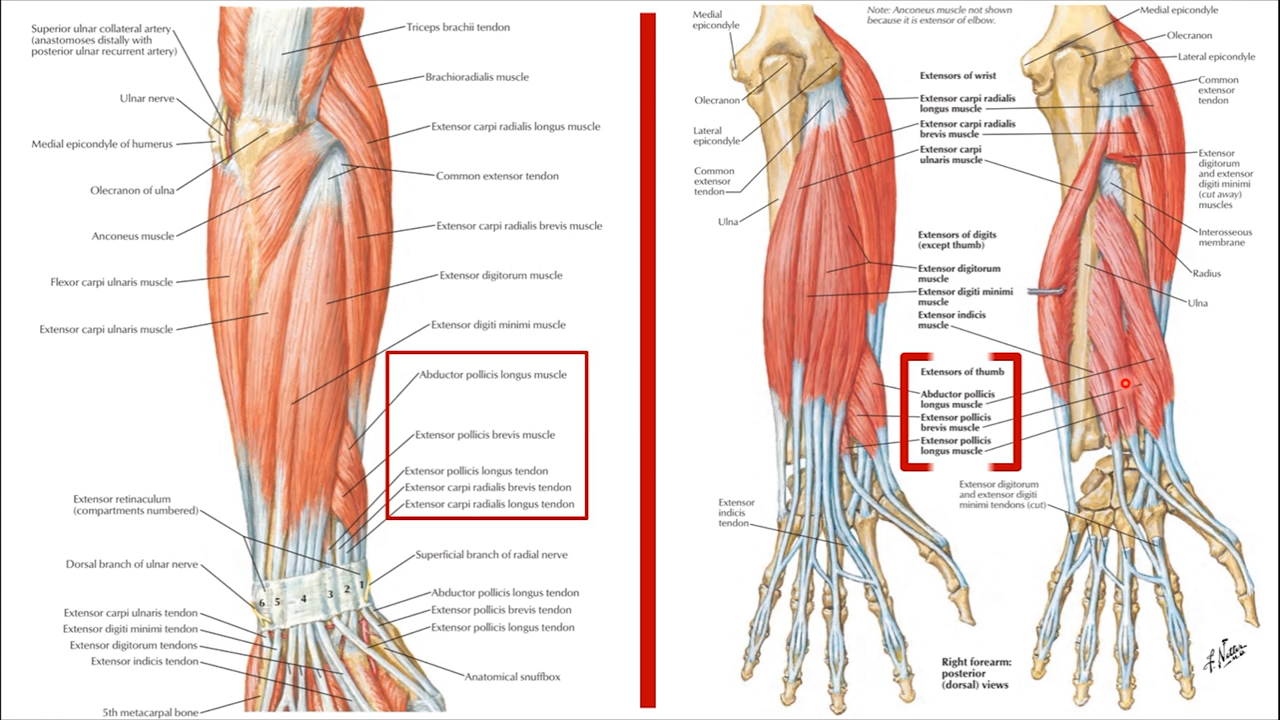 Superior ulnar collateral artery
(anastomoses distally with
posterior ulnar recurrent artery)
Ulnar nerve
Medial epicondyle of humerus
Olecranon of ulna
Anconeus muscle
Flexor carpi ulnaris muscle
Extensor carpi ulnaris muscle
Extensor retinaculum
(compartments numbered)
Dorsal branch of ulnar nerve
Extensor carpi ulnaris tendon
Extensor digiti minimi tendon
Extensor digitorum tendons
Extensor indicis tendon
5th metacarpal bone
6 5 4 3 2 1
Triceps brachii tendon
Brachioradialis muscle
Extensor carpi radialis longus muscle
Common extensor tendon
Extensor carpi radialis brevis muscle
Extensor digitorum muscle
Extensor digiti minimi muscle
Abductor pollicis longus muscle
Extensor pollicis brevis muscle
Extensor pollicis longus tendon
Extensor carpi radialis brevis tendon
Extensor carpi radialis longus tendon
Superficial branch of radial nerve
Abductor pollicis longus tendon
Extensor pollicis brevis tendon
Extensor pollicis longus tendon
Anatomical snuffbox
Medial
epicondyle
Olecranon
Lateral
epicondyle
Common
extensor
tendon
Ulna
Extensor
indicis
tendon
Note: Anconeus muscle not shown
because it is extensor of elbow.
Extensors of wrist
Extensor carpi radialis
longus muscle
Extensor carpi radialis
brevis muscle
Extensor carpi
ulnaris muscle
Extensors of digits
(except thumb)
Extensor digitorum
muscle
Extensor digiti minimi
muscle
Extensor indicis
muscle
Extensors of thumb
Abductor pollicis
longus muscle
Extensor pollicis
brevis muscle
Extensor pollicis
longus muscle
Extensor digitorum
and extensor digiti
minimi tendons (cut)
Right forearm:
posterior
(dorsal) views
Medial epicondyle
Olecranon
Lateral epicondyle
Common
extensor
tendon
Extensor
digitorum
and extensor
digiti minimi
(cut away)
muscles
Interosseous
membrane
Radius
Ulna
F. Netter